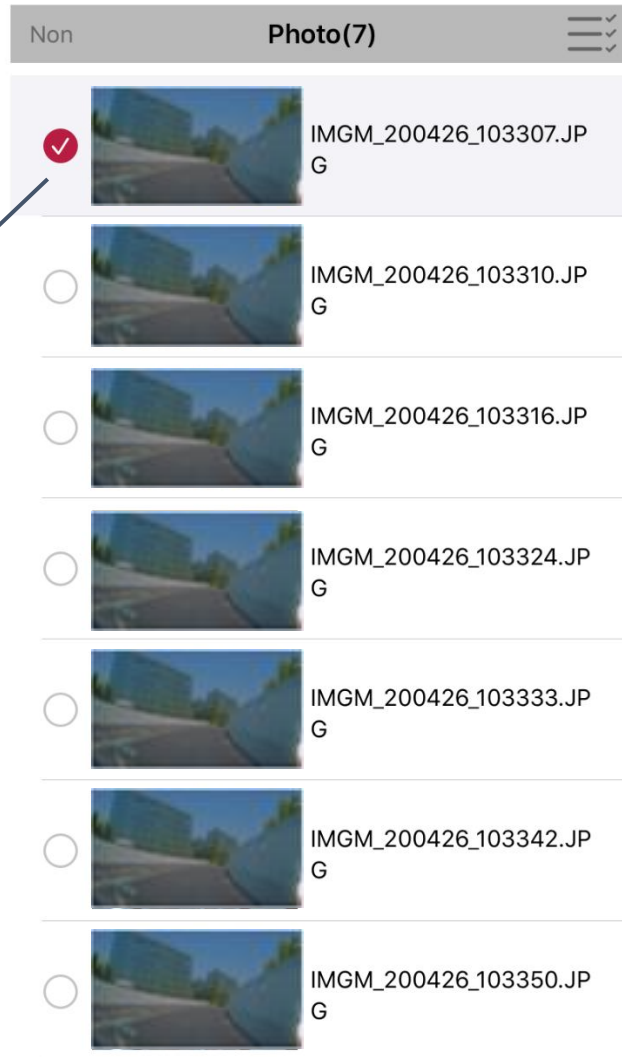 Non
Photo(7)
IMGM_200426_103307.JP
G
IMGM_200426_103310.JP
G
IMGM_200426_103316.JP
G
IMGM_200426_103324.JP
G
IMGM_200426_103333.JP
G
IMGM_200426_103342.JP
G
IMGM_200426_103350.JP
G